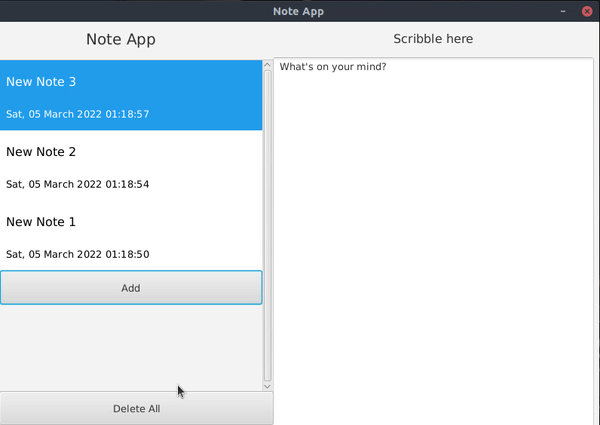 Note App
Note App
Scribble here
New Note 3
Sat, 05 March 2022 01:18:57
New Note 2
Sat, 05 March 2022 01:18:54
New Note 1
Sat, 05 March 2022 01:18:50
Add
Delete All
What's on your mind?